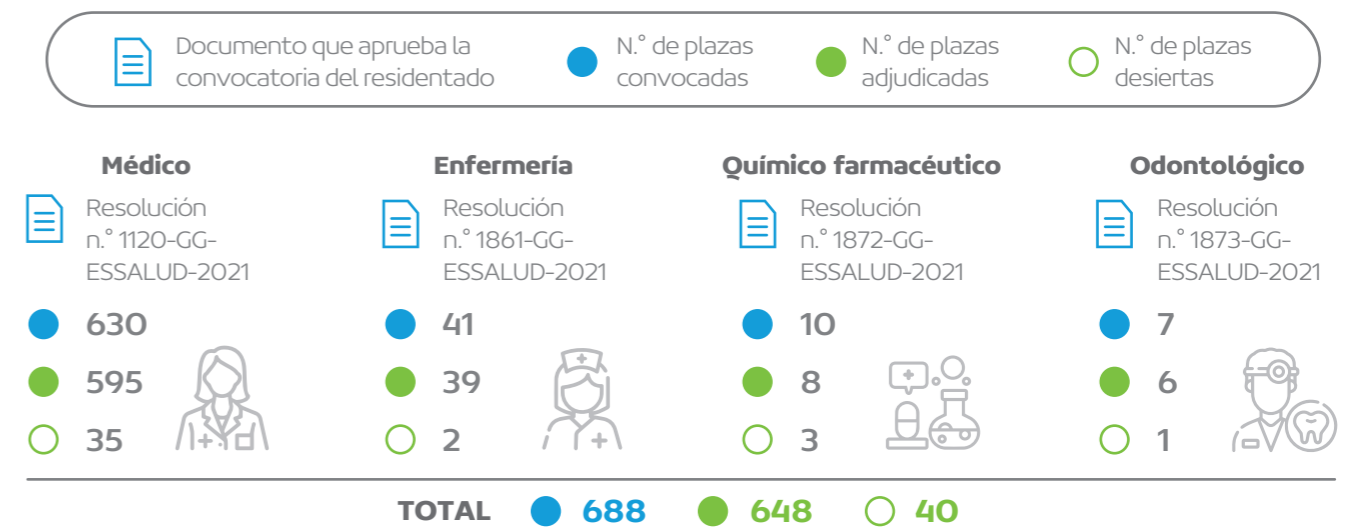 Documento que aprueba la
convocatoria del residentado
N.° de plazas
convocadas
N.° de plazas
adjudicadas
N.° de plazas
desiertas
Médico
Resolución
n.° 1120-GG-
ESSALUD-2021
630
595
35
Enfermería
Resolución
n.° 1861-GG-
ESSALUD-2021
41
39
2
Químico farmacéutico
Resolución
n.° 1872-GG-
ESSALUD-2021
10
8
3
Odontológico
Resolución
n.° 1873-GG-
ESSALUD-2021
7
6
1
TOTAL 688 648 40